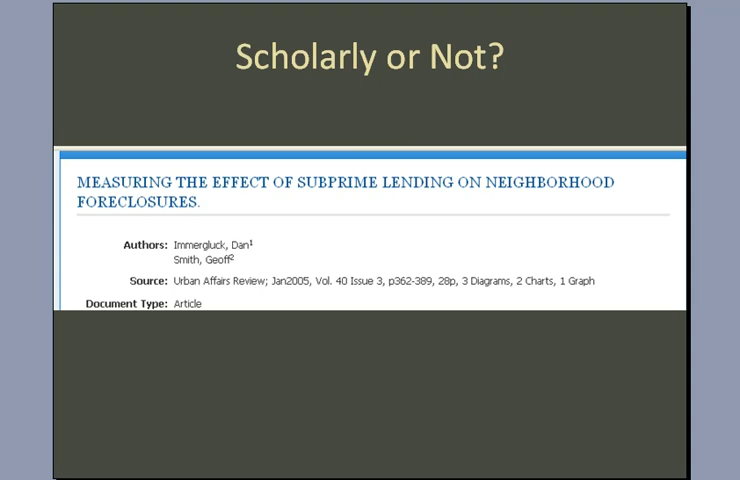 Scholarly or Not?
MEASURING THE EFFECT OF SUBPRIME LENDING ON NEIGHBORHOOD
FORECLOSURES.
Authors: Immergluck, Dan¹
Smith, Geoff²
Source: Urban Affairs Review; Jan2005, Vol. 40 Issue 3, p362-389, 28p, 3 Diagrams, 2 Charts, 1 Graph
Document Type: Article